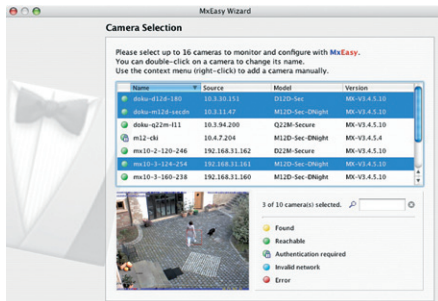 MxEasy Wizard
Camera Selection
Please select up to 16 cameras to monitor and configure with MxEasy.
You can double-click on a camera to change its name.
Use the context menu (right-click) to add a camera manually.
Name Source Model Version
doku-d12d-180 10.3.30.151 D12D-Sec MX-V3.4.5.10
doku-m12d-secdn 10.3.11.47 M12D-Sec-DNight MX-V3.4.5.10
doku-q22m-l11 10.3.94.200 Q22M-Secure MX-V3.4.5.10
m12-cki 10.4.7.204 M12D-Sec-DNight MX-V3.4.5.4
mx10-2-120-246 192.168.31.162 D22M-Secure MX-V3.4.5.10
mx10-3-124-254 192.168.31.161 M12D-Sec-DNight MX-V3.4.5.10
mx10-3-160-238 192.168.31.150 M12D-Sec-DNight MX-V3.4.5.10
3 of 10 camera(s) selected.
Found
Reachable
Authentication required
Invalid network
Error